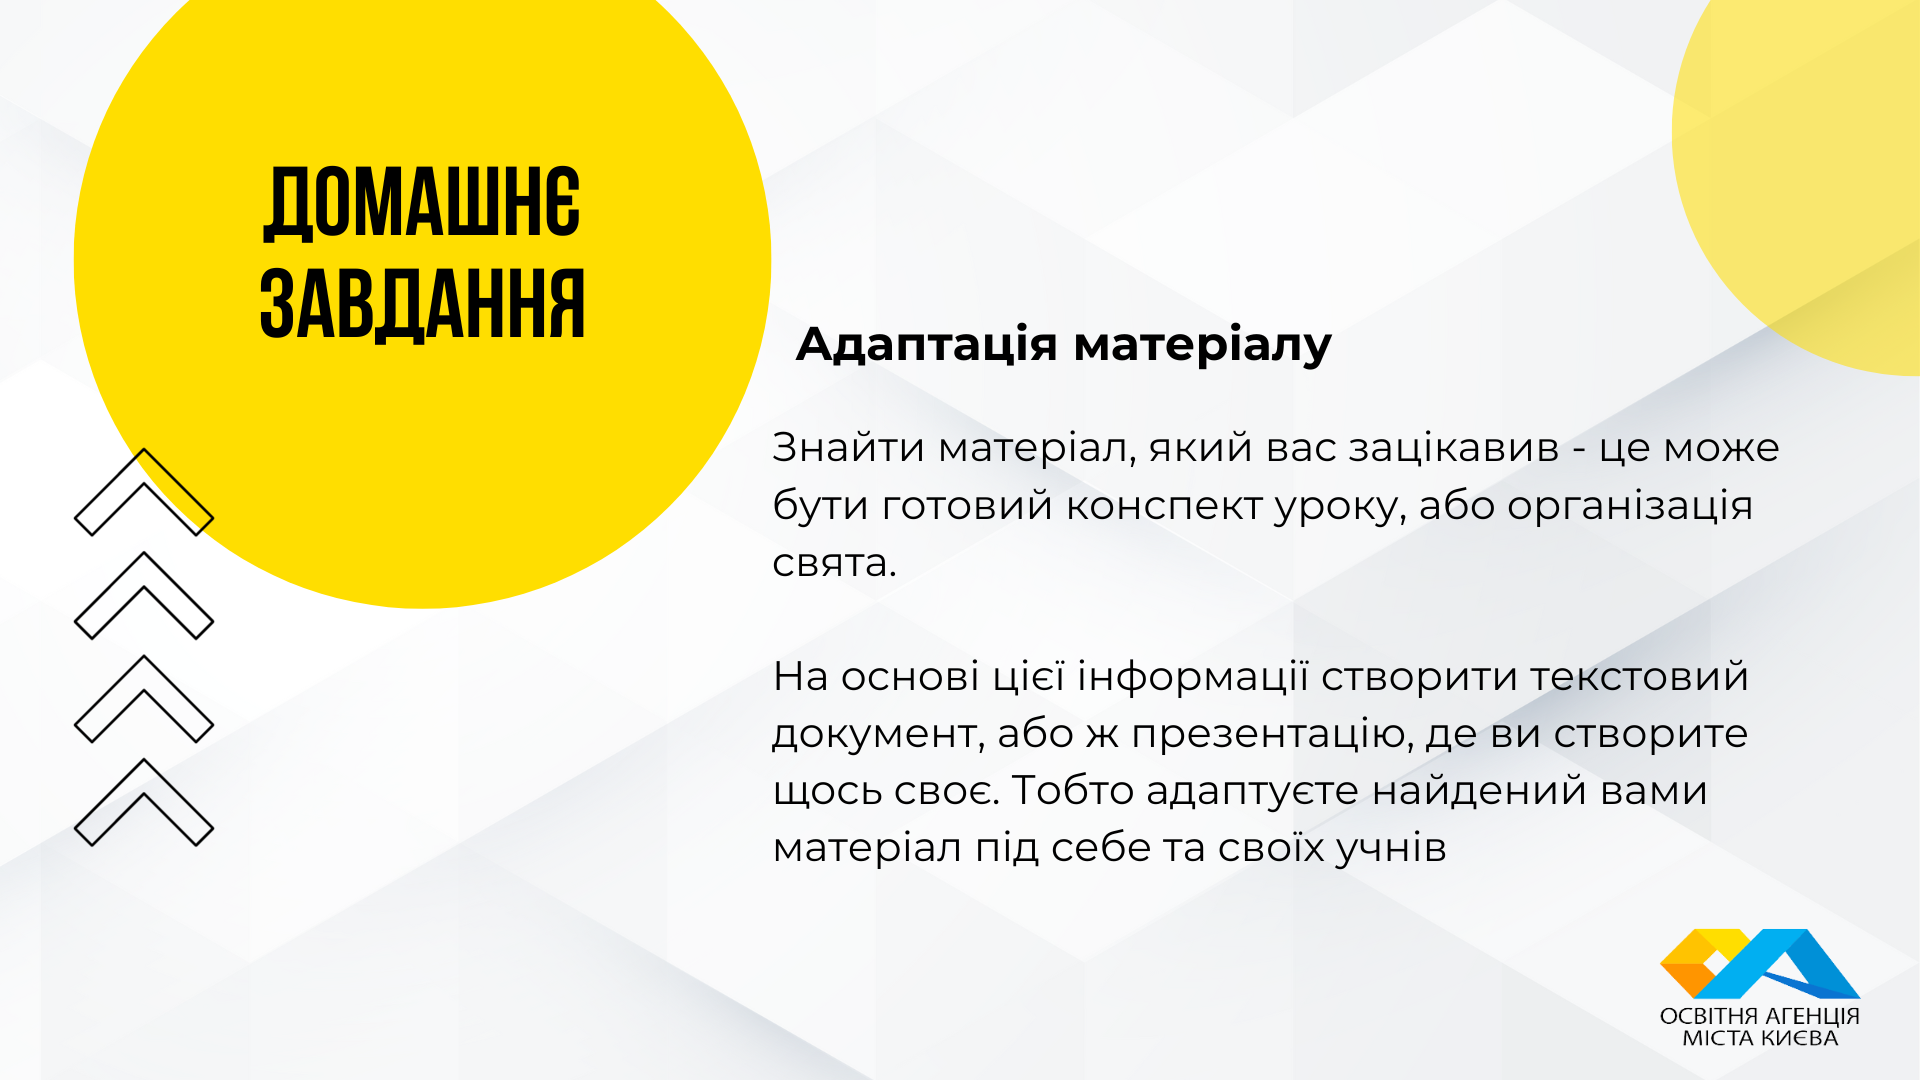 ДОМАШНЄ
ЗАВДАННЯ
Адаптація матеріалу
Знайти матеріал, який вас зацікавив - це може
бути готовий конспект уроку, або організація
свята.
На основі цієї інформації створити текстовий
документ, або ж презентацію, де ви створите
щось своє. Тобто адаптуєте найдений вами
матеріал під себе та своїх учнів
ОСВІТНЯ АГЕНЦІЯ
МІСТА КИЄВА